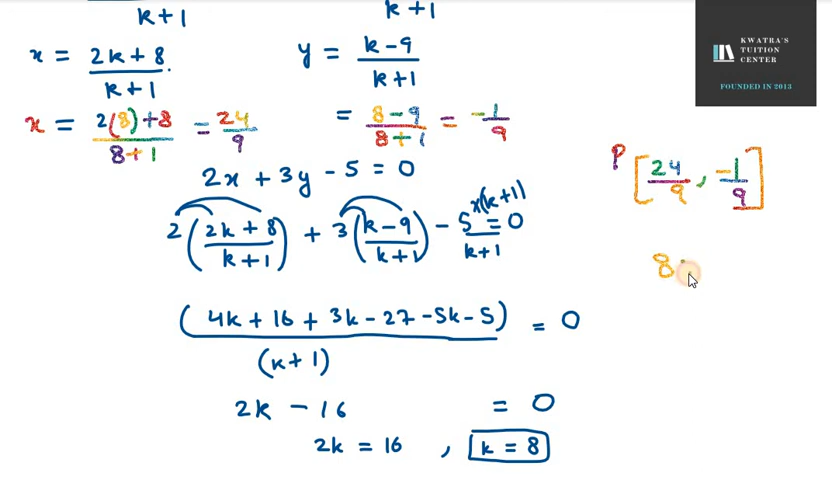 k+1
k+1
x = 2k+8/k+1.
y = k-9/k+1
KWATRA'S
TUITION
CENTER
FOUNDED IN 2013
x = 2(8)+8/8+1 = 24/9
= 8-9/8+1 = -1/9
2x + 3y - 5 = 0
P [24/9, -1/9]
2(2k+8/k+1) + 3(k-9/k+1) - 5x(k+1)/k+1 = 0
8:
(4k + 16 + 3k - 27 - 5k - 5)/(k+1) = 0
2k - 16 = 0
2k = 16, k = 8